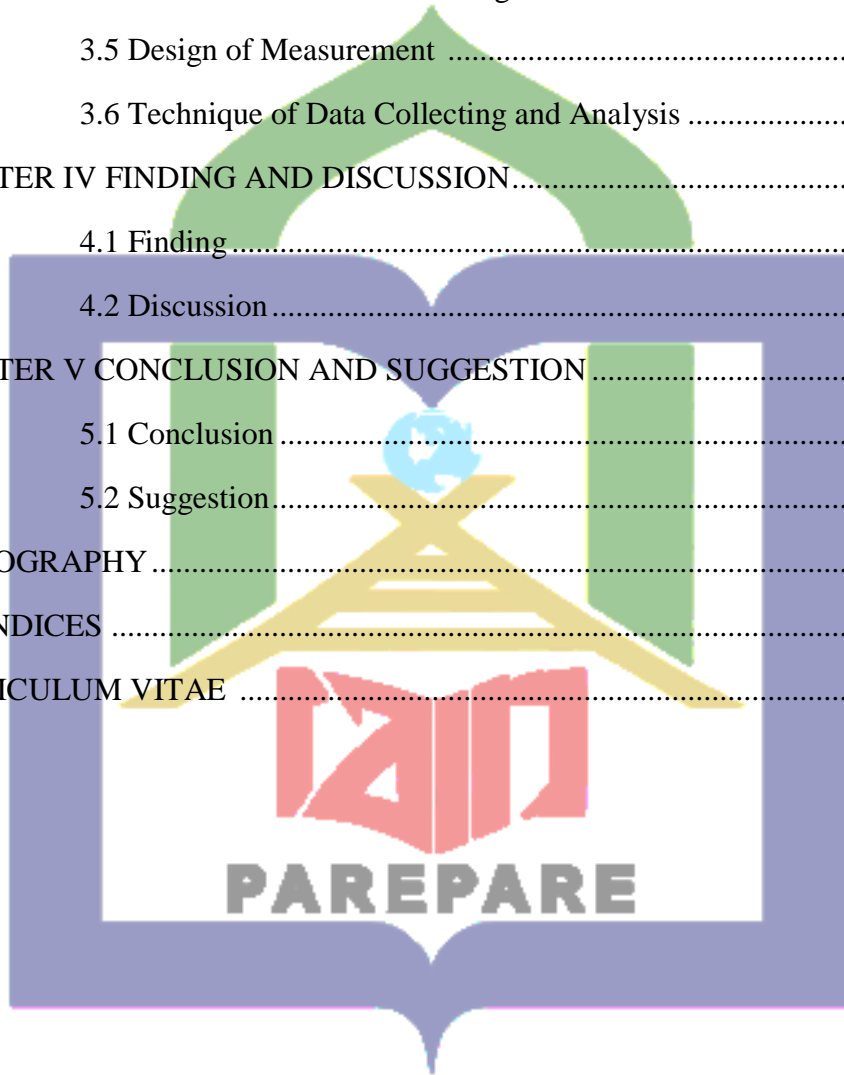 3.5 Design of Measurement ........................................................
3.6 Technique of Data Collecting and Analysis ......................
TER IV FINDING AND DISCUSSION...............................................
4.1 Finding.....................................................................................
4.2 Discussion................................................................................
TER V CONCLUSION AND SUGGESTION...................................
5.1 Conclusion..............................................................................
5.2 Suggestion................................................................................
OGRAPHY..................................................................................................
NDICES .......................................................................................................
ICULUM VITAE .....................................................................................
iain
PAREPARE